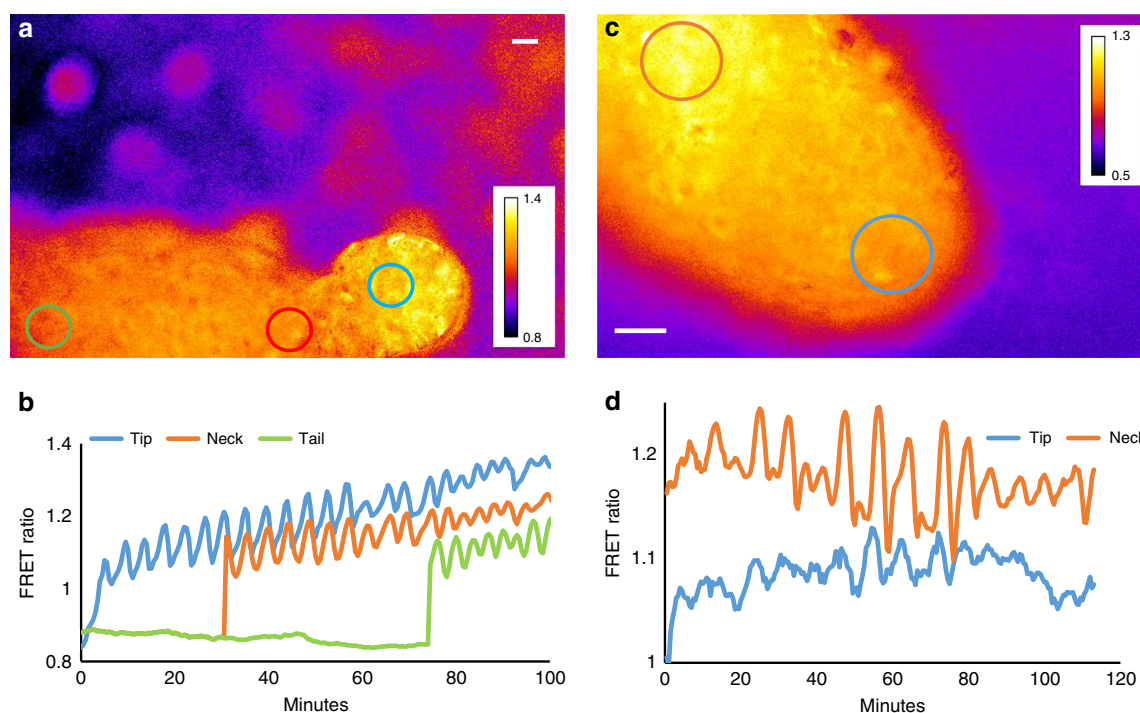 a
1.4
0.8
c
1.3
0.5
b
Tip Neck Tail
1.4
1.2
1
0.8
FRET ratio
0 20 40 60 80 100
Minutes
d
Tip Neck
1.2
1.1
1
FRET ratio
0 20 40 60 80 100 120
Minutes